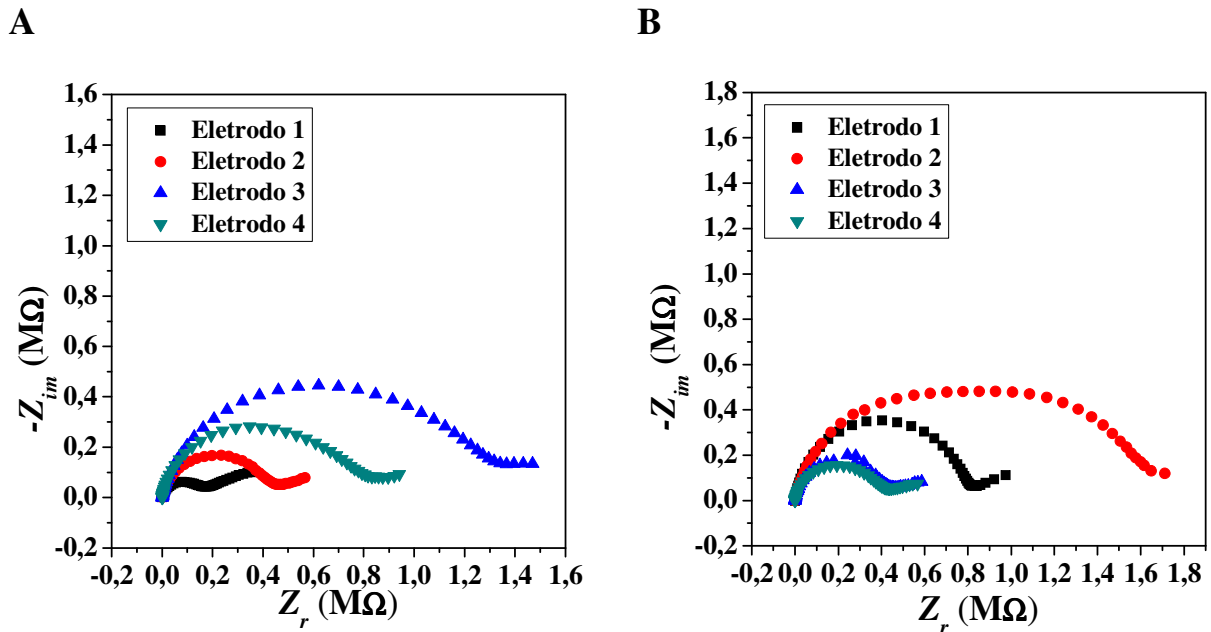 A
1,6
1,4
1,2
1,0
0,8
0,6
0,4
0,2
0,0
-0,2
-Z_im (MΩ)
Eletrodo 1
Eletrodo 2
Eletrodo 3
Eletrodo 4
-0,2 0,0 0,2 0,4 0,6 0,8 1,0 1,2 1,4 1,6
Z_r (MΩ)
B
1,8
1,6
1,4
1,2
1,0
0,8
0,6
0,4
0,2
0,0
-0,2
-Z_im (MΩ)
Eletrodo 1
Eletrodo 2
Eletrodo 3
Eletrodo 4
-0,2 0,0 0,2 0,4 0,6 0,8 1,0 1,2 1,4 1,6 1,8
Z_r (MΩ)